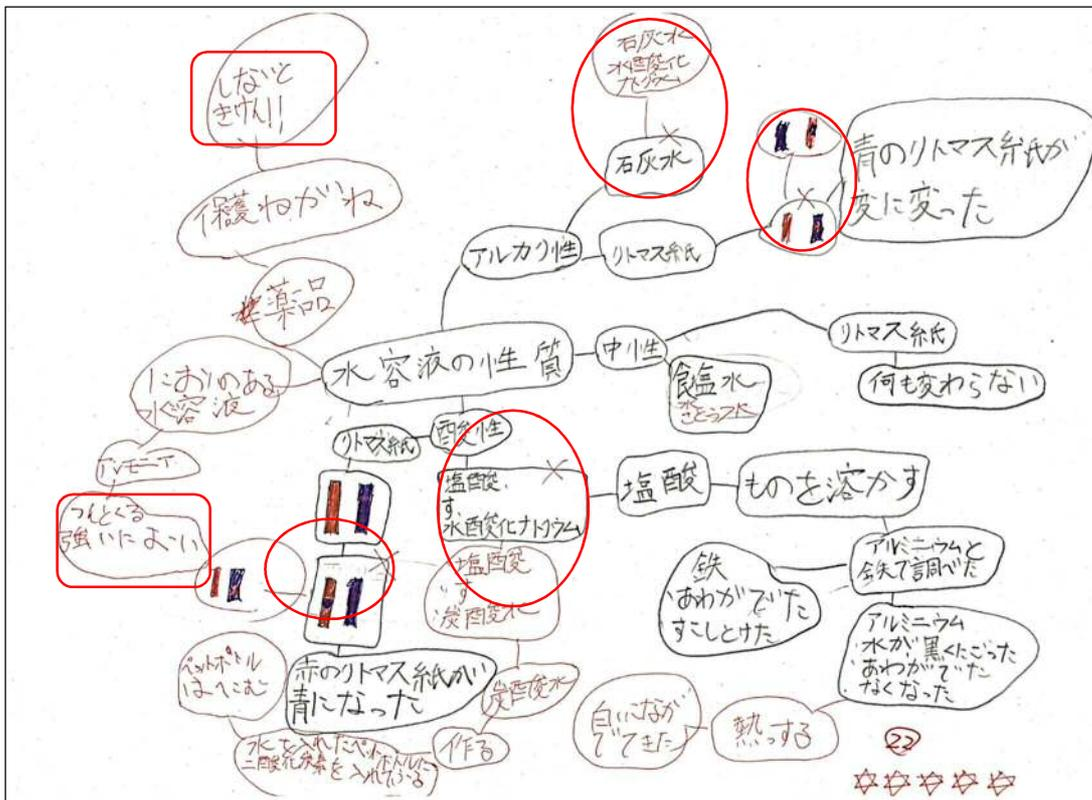 しないと
きけん!!
保護めがね
薬品
水容液の性質
においのある
水容液
アンモニア
つんとくる
強いにおい
石灰水
水酸化
ナトリウム
石灰水
アルカリ性
リトマス紙
青のリトマス紙が
変に変った
中性
リトマス紙
何も変わらない
食塩水
さとう水
酸性
リトマス紙
塩酸、
す、
水酸化ナトリウム
塩酸
す
炭酸水
塩酸
ものを溶かす
アルミニウムと
鉄で調べた
鉄
あわがでた
すこしとけた
アルミニウム
水が黒くにごった
あわがでた
なくなった
熱っする
白いこなが
でてきた
赤のリトマス紙がい
青になった
炭酸水
作る
水を入れたペット
ボトルに
二酸化炭素を入れてふる
ペットボトル
はへこむ
22